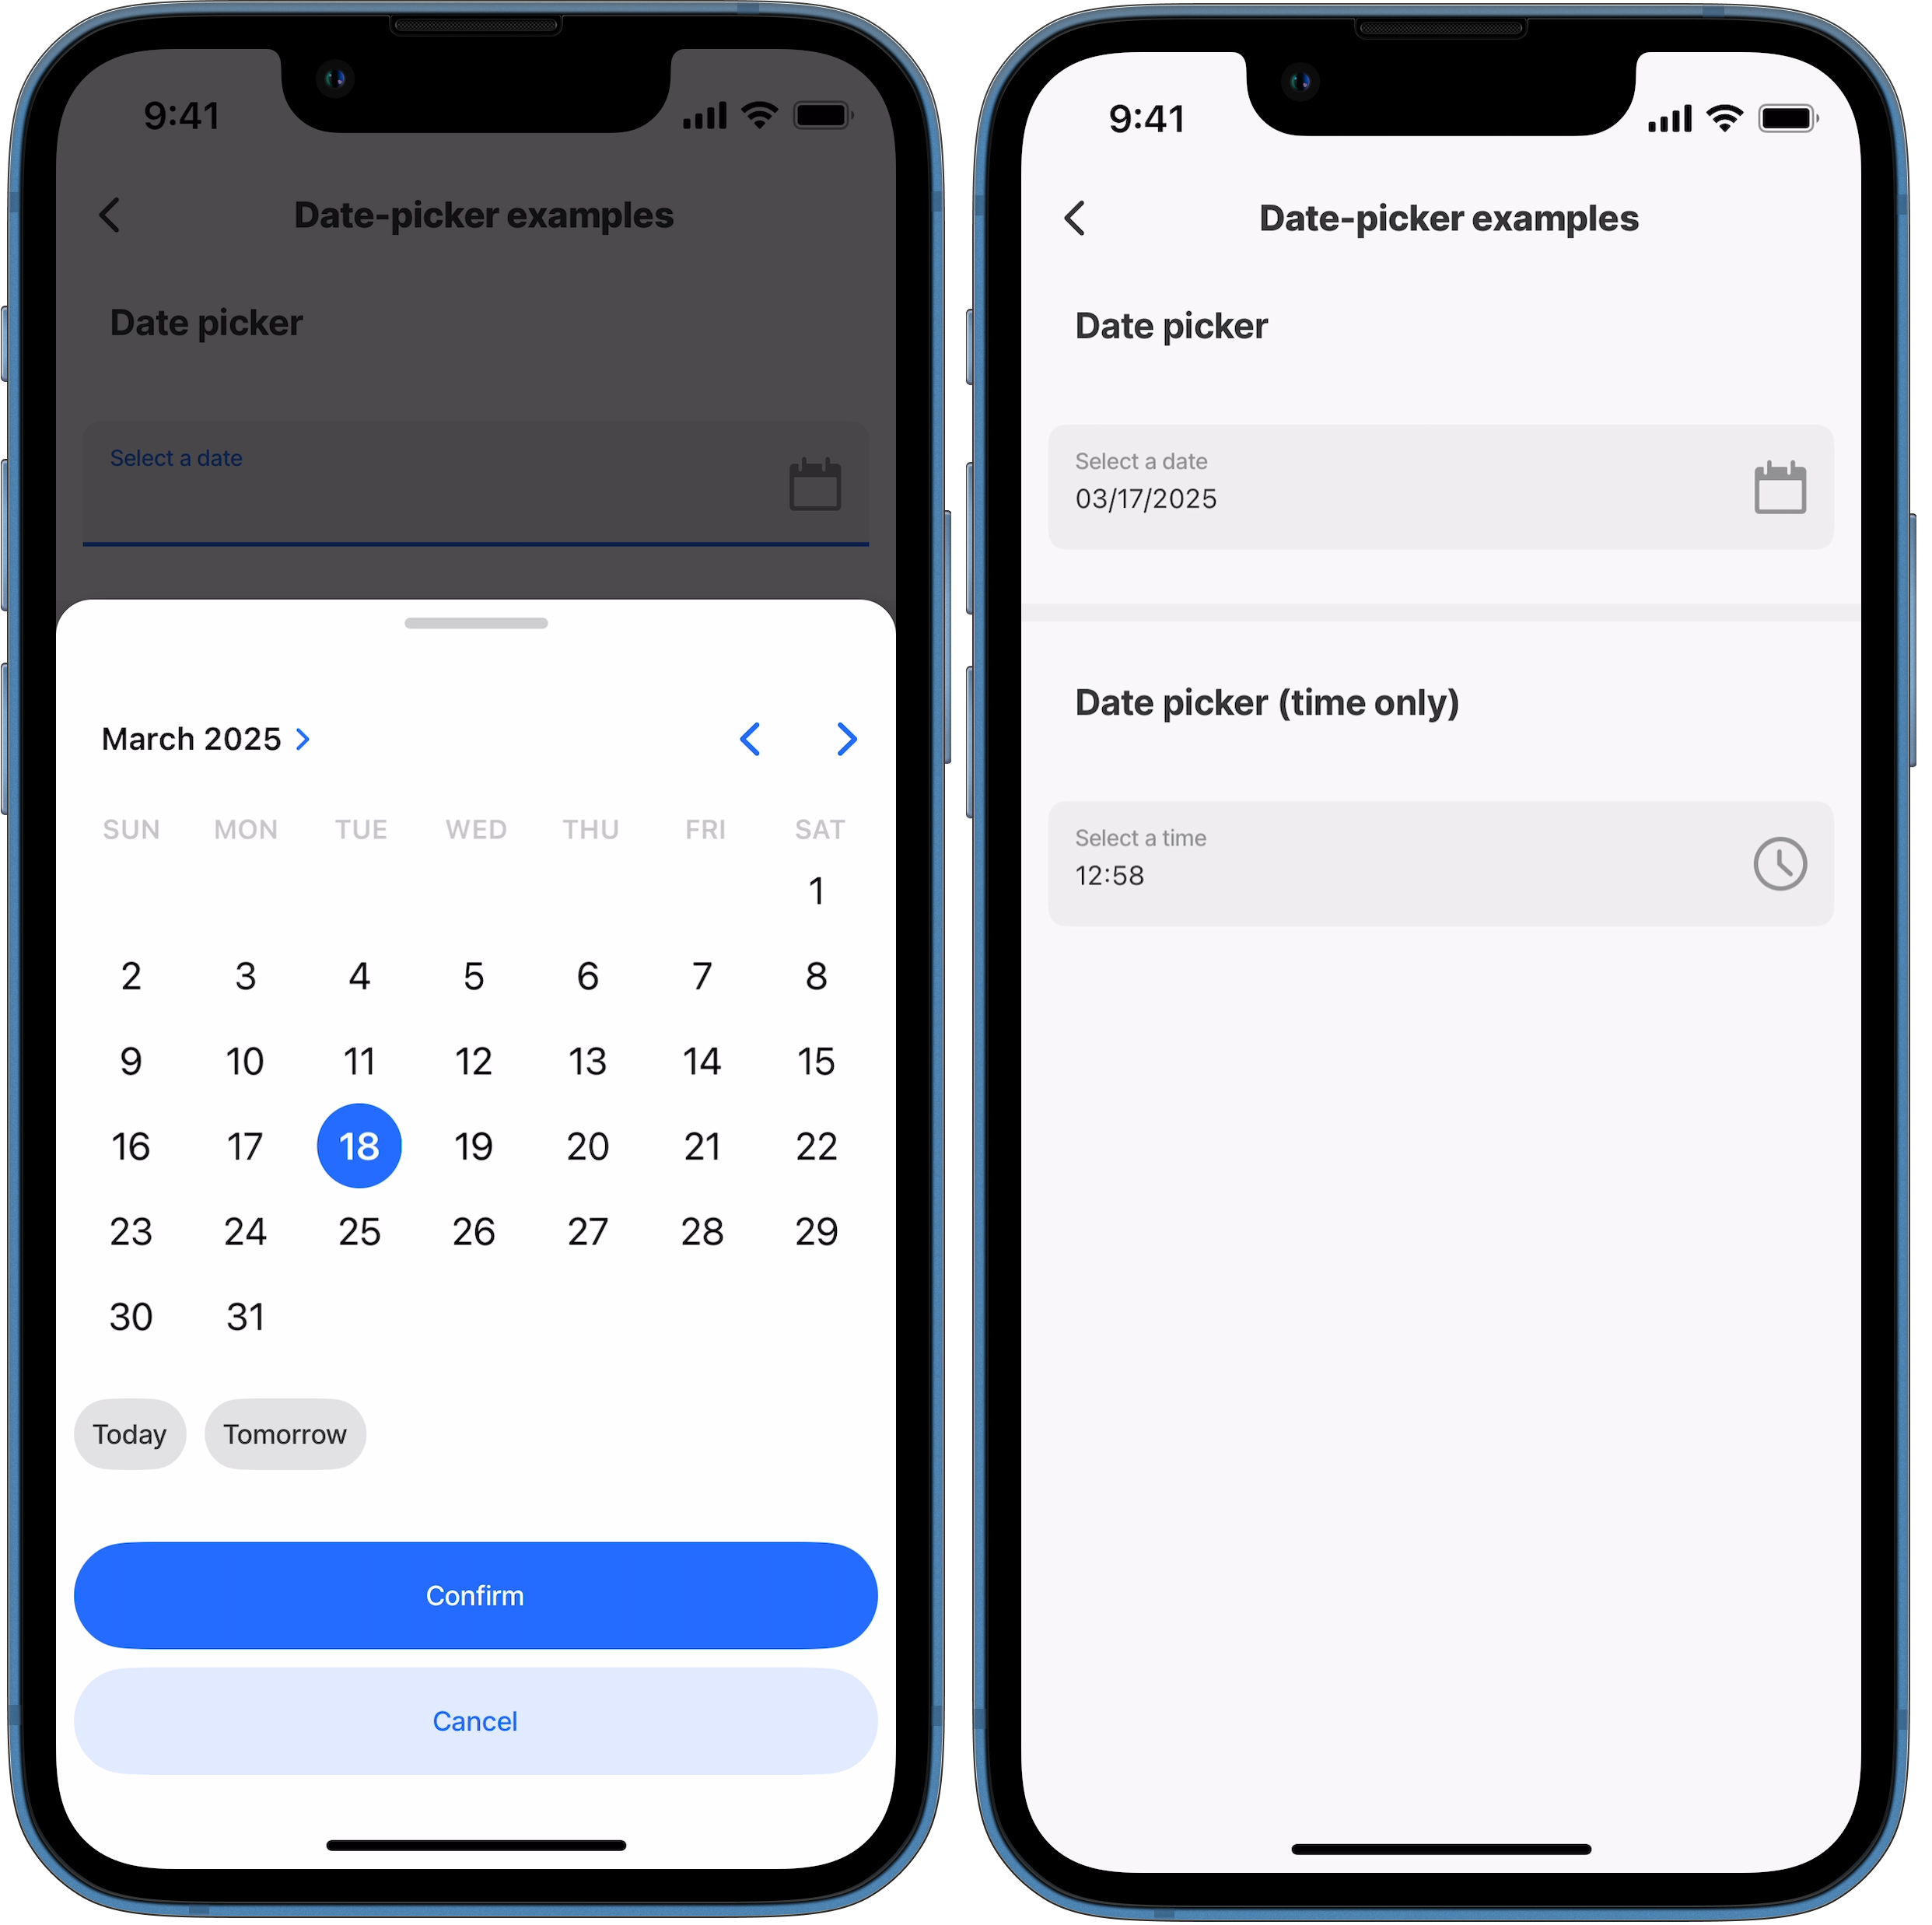 9:41
Date-picker examples
Date picker
Select a date
March 2025
SUN MON TUE WED THU FRI SAT
1
2 3 4 5 6 7 8
9 10 11 12 13 14 15
16 17 18 19 20 21 22
23 24 25 26 27 28 29
30 31
Today Tomorrow
Confirm
Cancel
9:41
Date-picker examples
Date picker
Select a date
03/17/2025
Date picker (time only)
Select a time
12:58